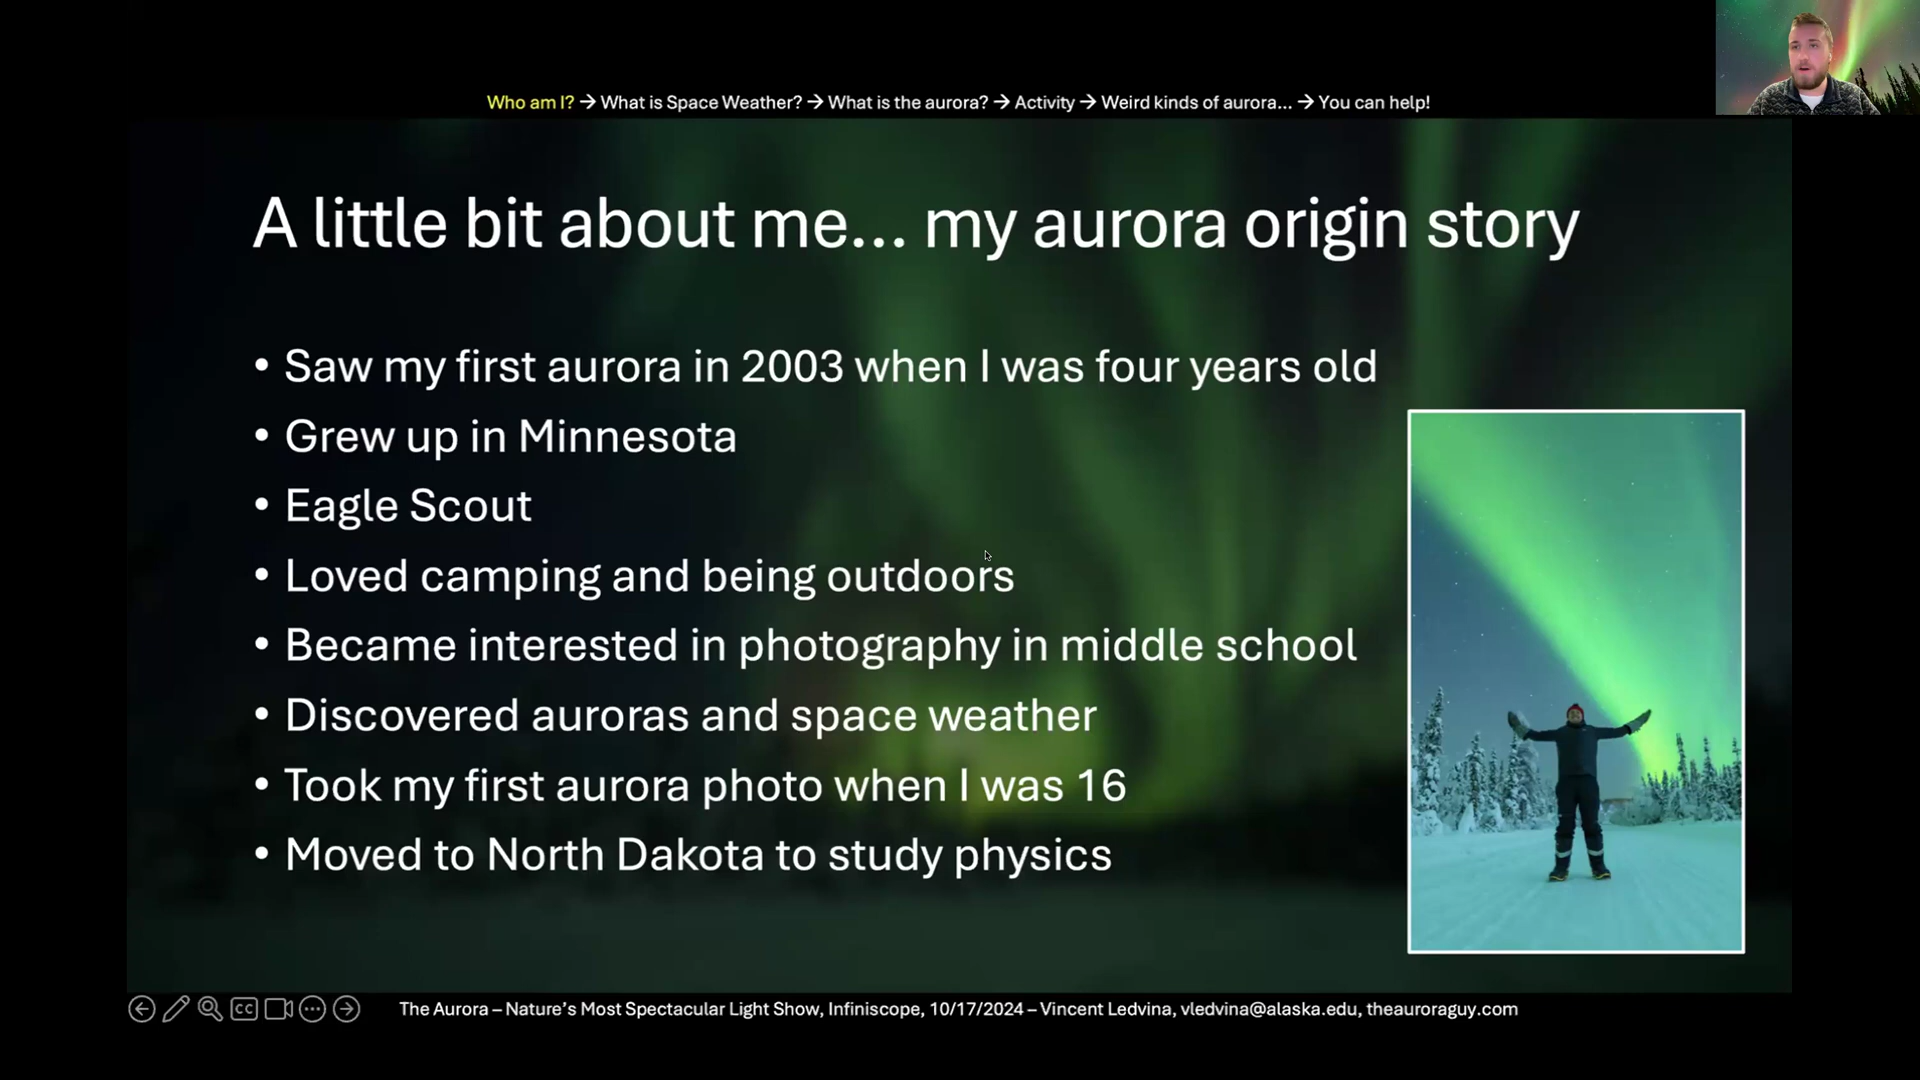 Who am I? → What is Space Weather? → What is the aurora? → Activity → Weird kinds of aurora... → You can help!
A little bit about me... my aurora origin story
• Saw my first aurora in 2003 when I was four years old
• Grew up in Minnesota
• Eagle Scout
• Loved camping and being outdoors
• Became interested in photography in middle school
• Discovered auroras and space weather
• Took my first aurora photo when I was 16
• Moved to North Dakota to study physics
CC
The Aurora – Nature’s Most Spectacular Light Show, Infiniscope, 10/17/2024 – Vincent Ledvina, vledvina@alaska.edu, theauroraguy.com